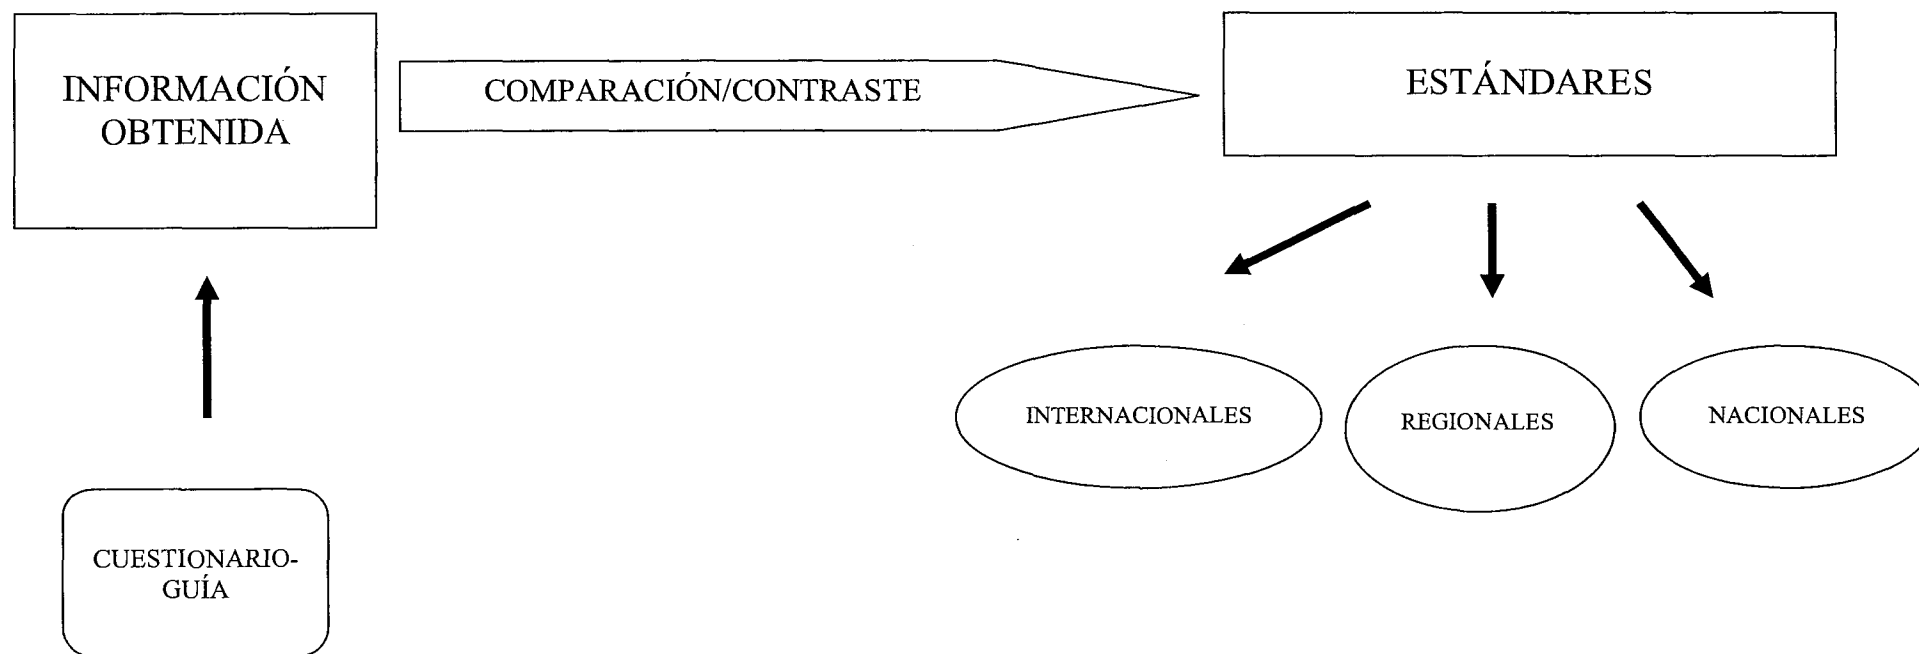 INFORMACIÓN
OBTENIDA
COMPARACIÓN/CONTRASTE
ESTÁNDARES
INTERNACIONALES
REGIONALES
NACIONALES
CUESTIONARIO-
GUÍA